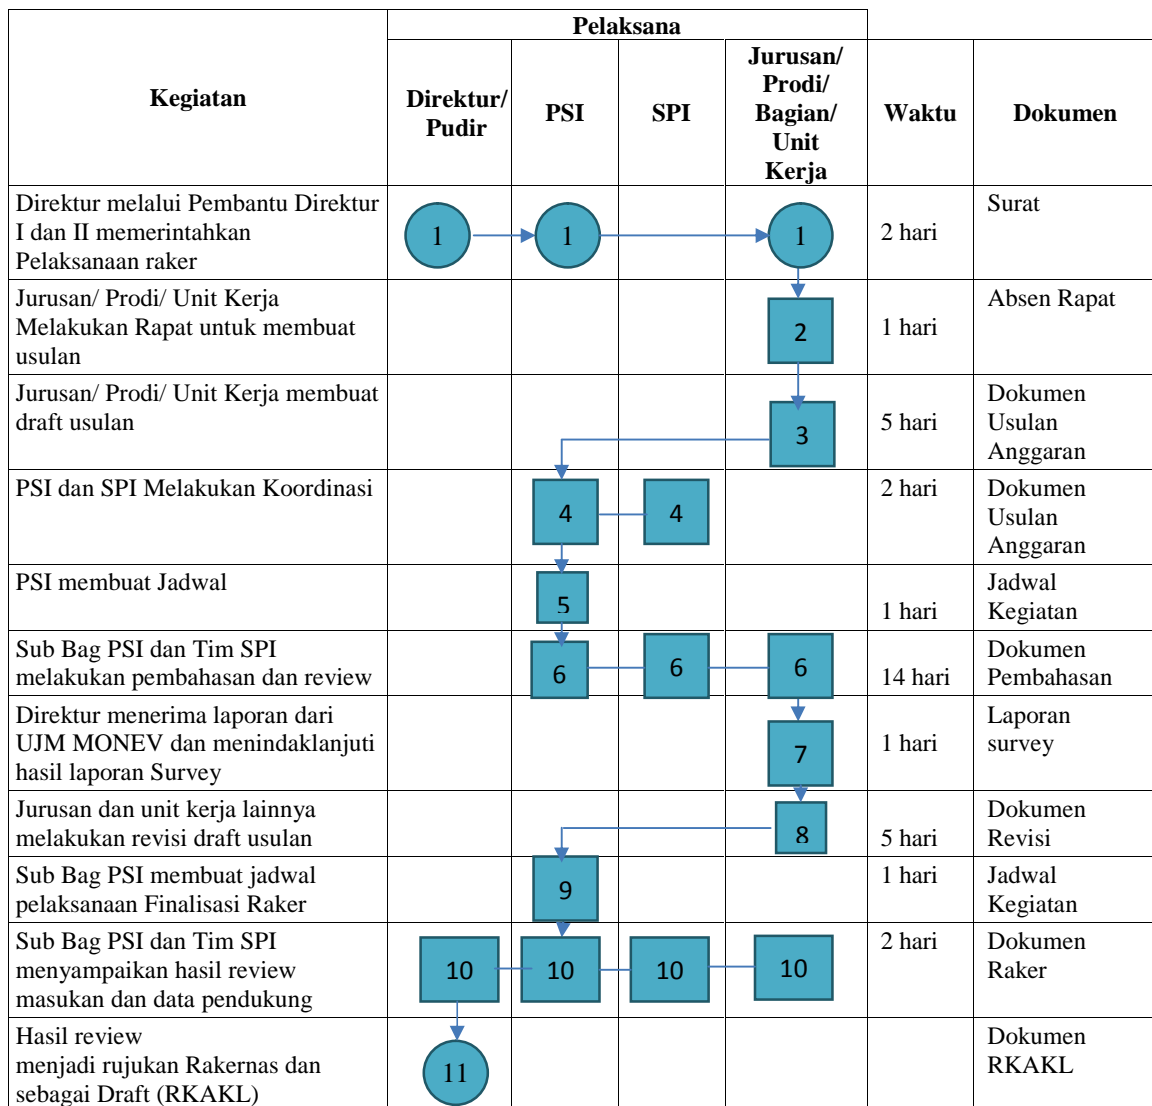 Kegiatan
Pelaksana
Direktur/
Pudir
PSI
SPI
Jurusan/
Prodi/
Bagian/
Unit
Kerja
Waktu
Dokumen
Direktur melalui Pembantu Direktur
I dan II memerintahkan
Pelaksanaan raker
1
1
1
2 hari
Surat
Jurusan/ Prodi/ Unit Kerja
Melakukan Rapat untuk membuat
usulan
2
1 hari
Absen Rapat
Jurusan/ Prodi/ Unit Kerja membuat
draft usulan
3
5 hari
Dokumen
Usulan
Anggaran
PSI dan SPI Melakukan Koordinasi
4
4
2 hari
Dokumen
Usulan
Anggaran
PSI membuat Jadwal
5
1 hari
Jadwal
Kegiatan
Sub Bag PSI dan Tim SPI
melakukan pembahasan dan review
6
6
6
14 hari
Dokumen
Pembahasan
Direktur menerima laporan dari
UJM MONEV dan menindaklanjuti
hasil laporan Survey
7
1 hari
Laporan
survey
Jurusan dan unit kerja lainnya
melakukan revisi draft usulan
8
5 hari
Dokumen
Revisi
Sub Bag PSI membuat jadwal
pelaksanaan Finalisasi Raker
9
1 hari
Jadwal
Kegiatan
Sub Bag PSI dan Tim SPI
menyampaikan hasil review
masukan dan data pendukung
10
10
10
10
2 hari
Dokumen
Raker
Hasil review
menjadi rujukan Rakernas dan
sebagai Draft (RKAKL)
11
Dokumen
RKAKL